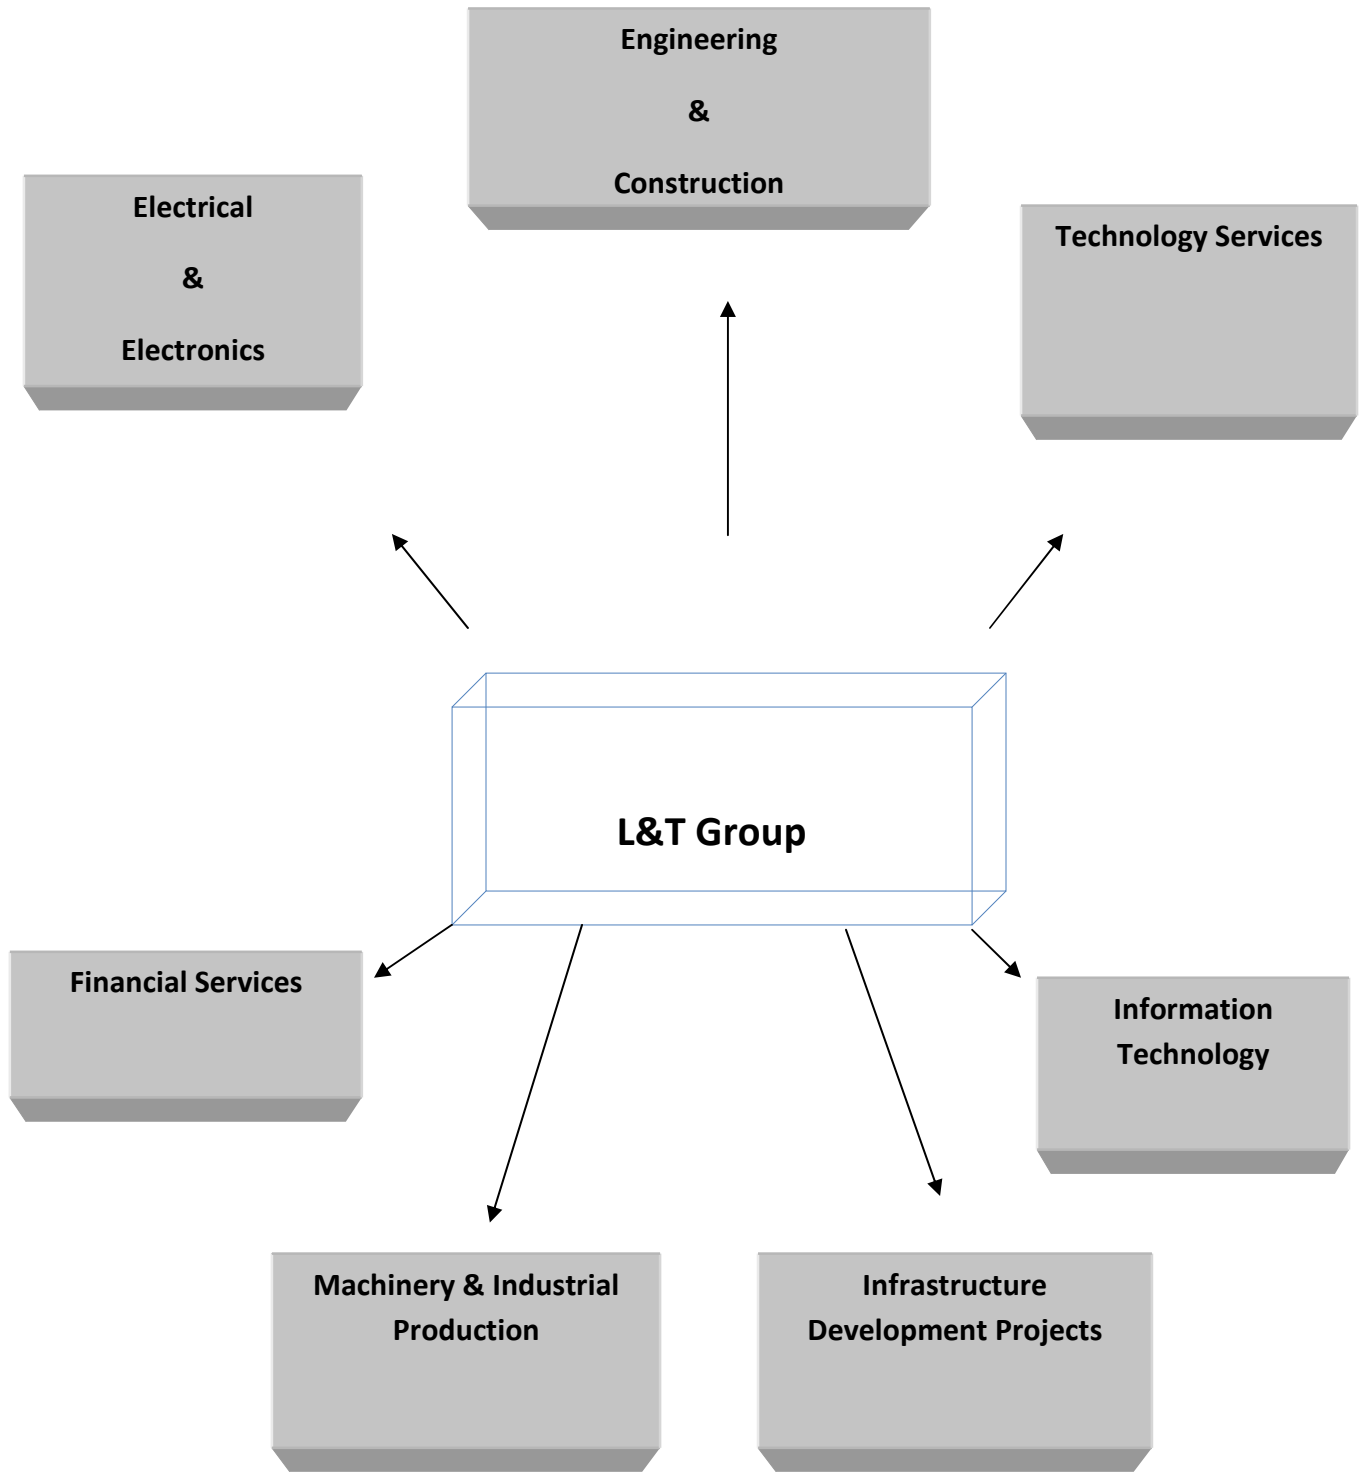 Engineering
&
Construction
Electrical
&
Electronics
Technology Services
L&T Group
Financial Services
Information
Technology
Machinery & Industrial
Production
Infrastructure
Development Projects